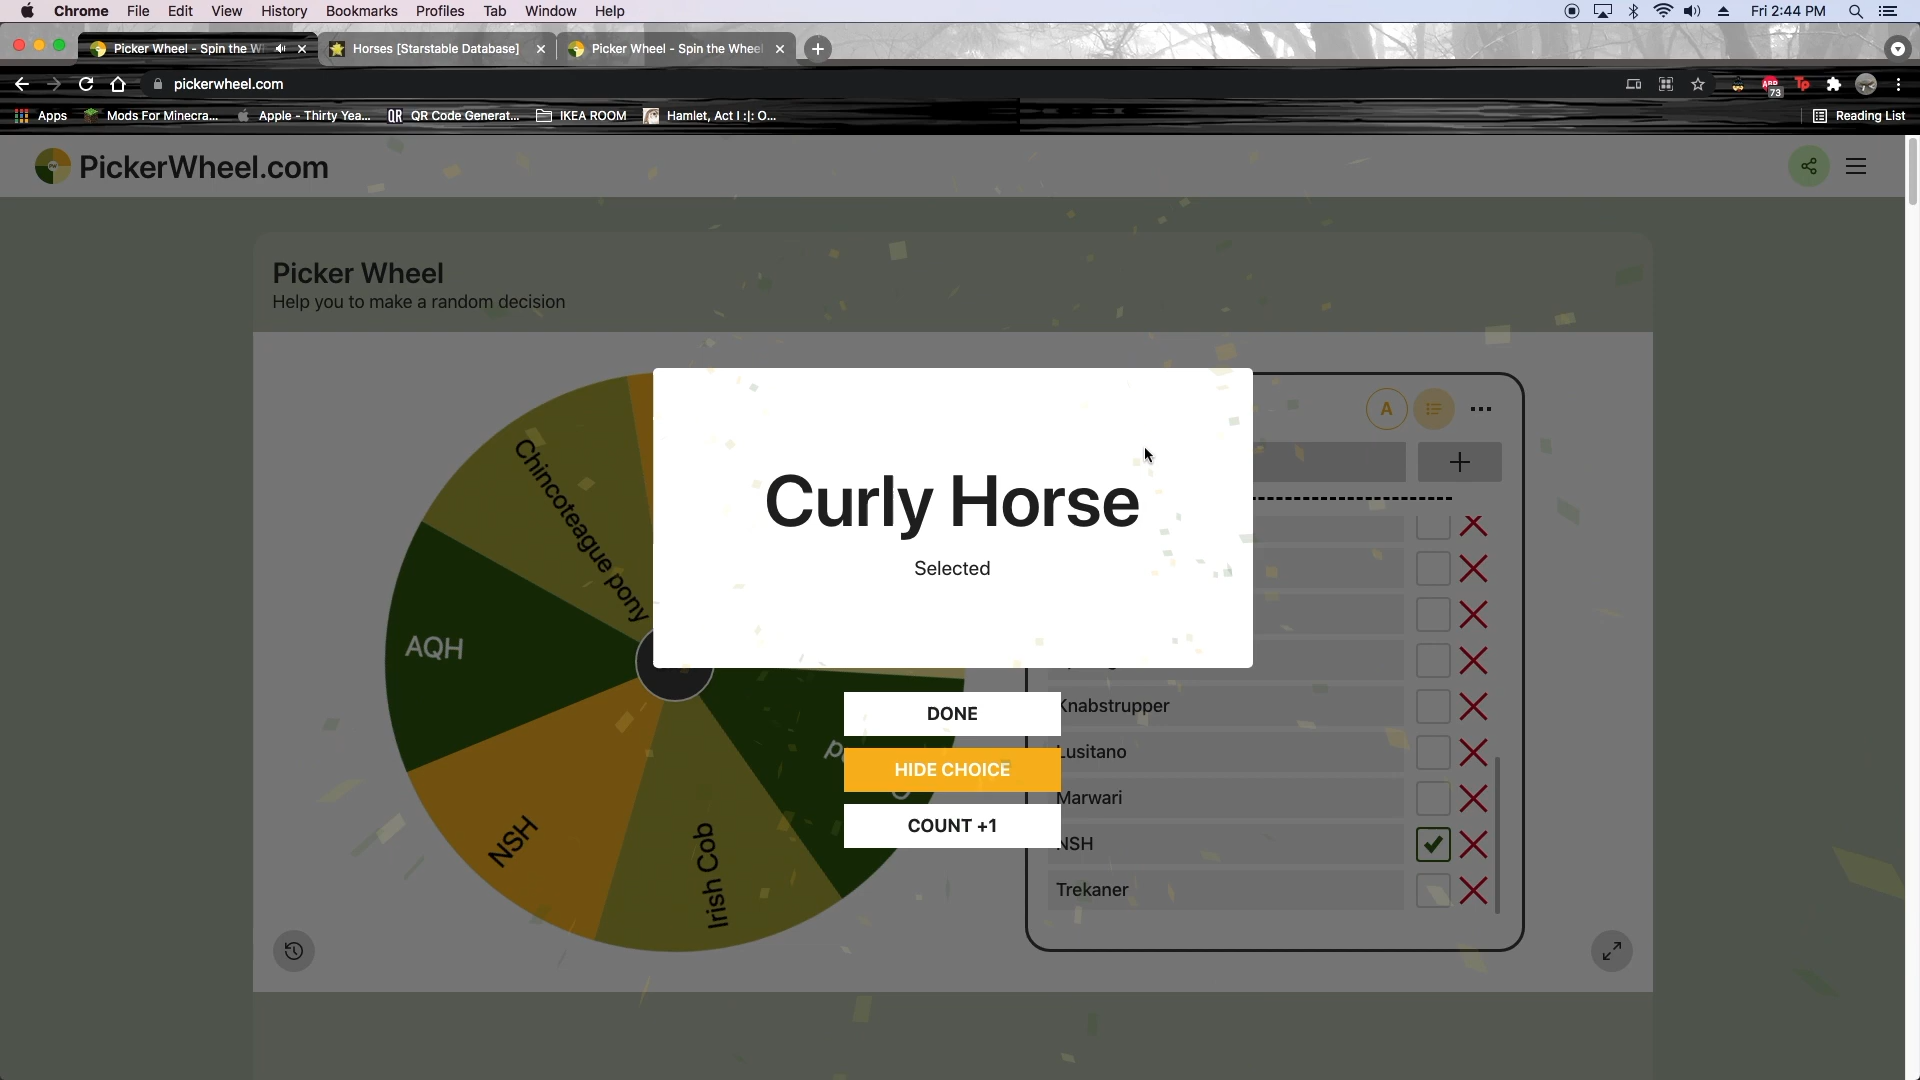 Chrome File Edit View History Bookmarks Profiles Tab Window Help Fri 2:44 PM
Picker Wheel - Spin the W Horses [Starstable Database] Picker Wheel - Spin the Wheel
pickerwheel.com ABP 73 Tp
Apps Mods For Minecra... Apple - Thirty Yea... QR Code Generat... IKEA ROOM Hamlet, Act I :|: O... Reading List
PickerWheel.com
Picker Wheel
Help you to make a random decision
A
Chincoteague pony
Curly Horse
Selected
AQH
Knabstrupper
DONE
Lusitano
HIDE CHOICE
Marwari
COUNT +1
NSH
NSH
Irish Cob
Trekaner